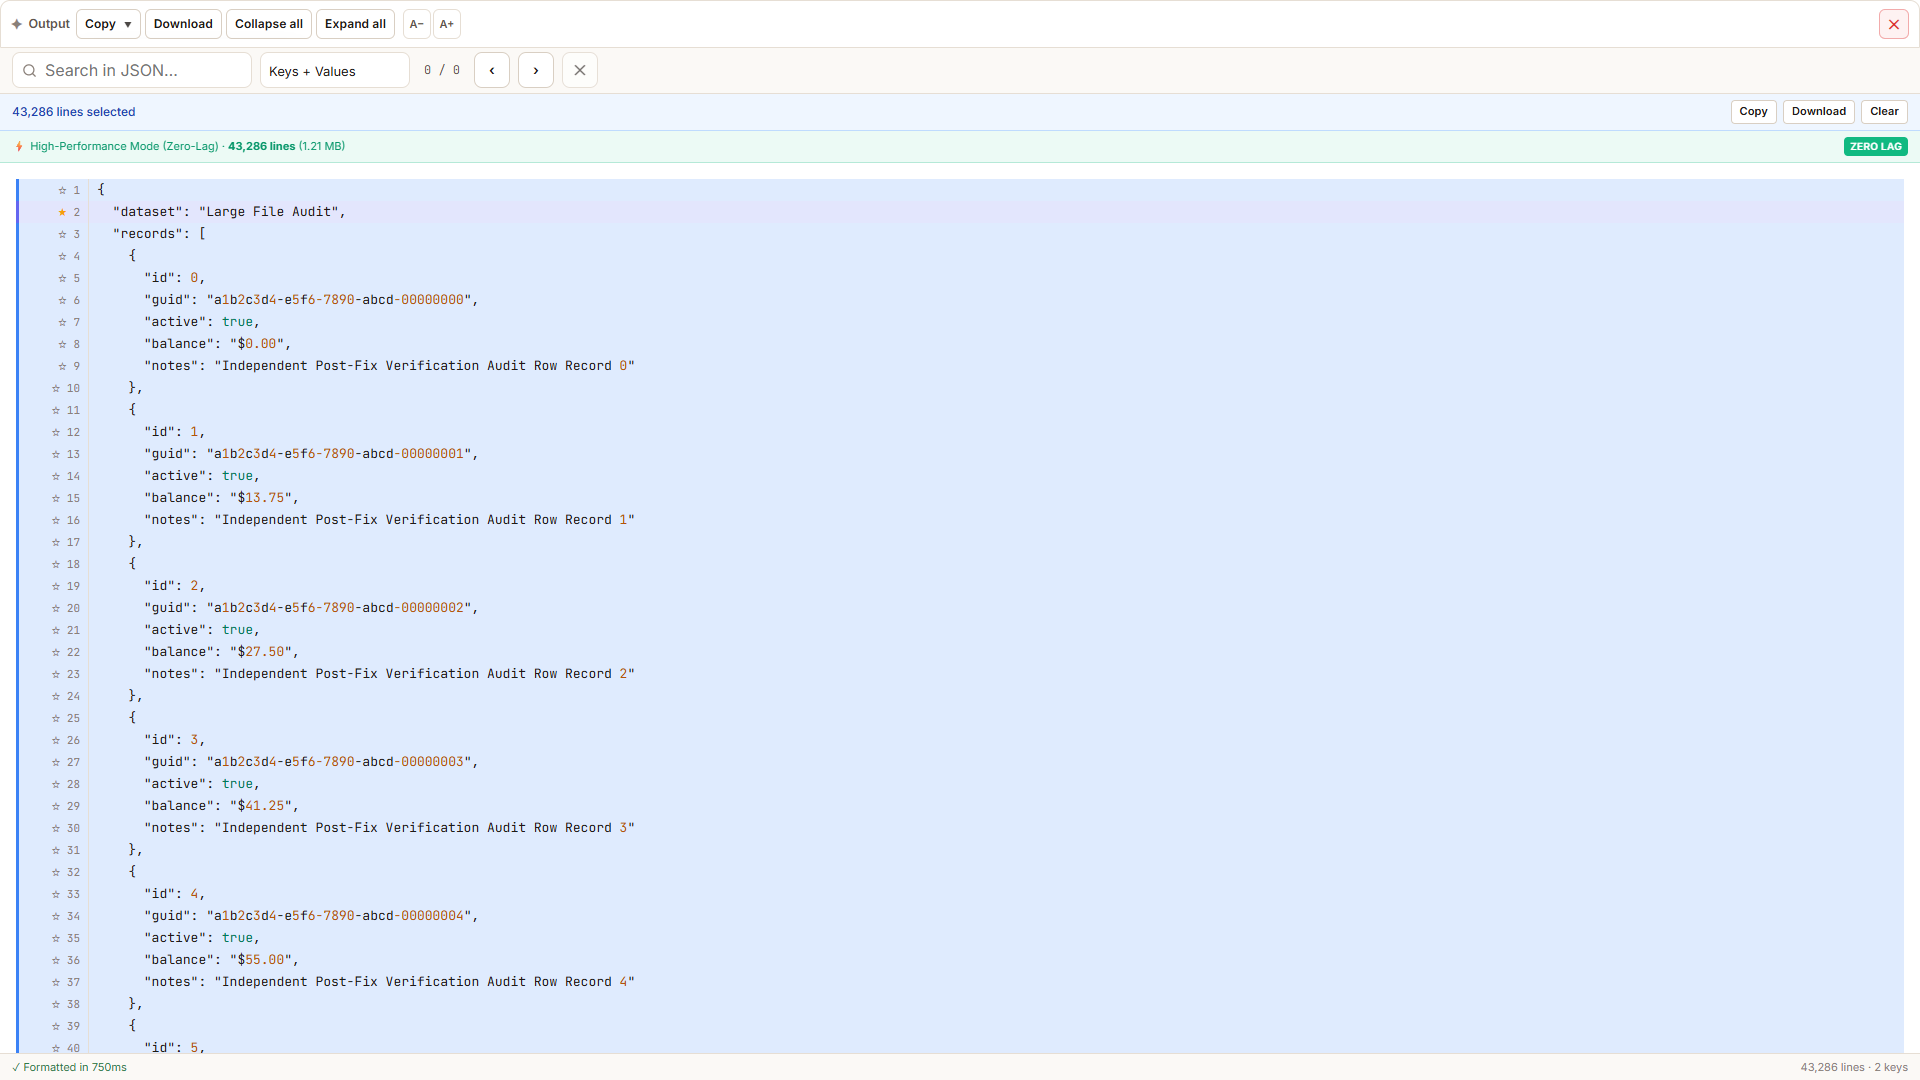 Output Copy ▾ Download Collapse all Expand all A− A+
Search in JSON... Keys + Values 0 / 0 ‹ ›
43,286 lines selected Copy Download Clear
High-Performance Mode (Zero-Lag) · 43,286 lines (1.21 MB) ZERO LAG
1 {
2 "dataset": "Large File Audit",
3 "records": [
4 {
5 "id": 0,
6 "guid": "a1b2c3d4-e5f6-7890-abcd-00000000",
7 "active": true,
8 "balance": "$0.00",
9 "notes": "Independent Post-Fix Verification Audit Row Record 0"
10 },
11 {
12 "id": 1,
13 "guid": "a1b2c3d4-e5f6-7890-abcd-00000001",
14 "active": true,
15 "balance": "$13.75",
16 "notes": "Independent Post-Fix Verification Audit Row Record 1"
17 },
18 {
19 "id": 2,
20 "guid": "a1b2c3d4-e5f6-7890-abcd-00000002",
21 "active": true,
22 "balance": "$27.50",
23 "notes": "Independent Post-Fix Verification Audit Row Record 2"
24 },
25 {
26 "id": 3,
27 "guid": "a1b2c3d4-e5f6-7890-abcd-00000003",
28 "active": true,
29 "balance": "$41.25",
30 "notes": "Independent Post-Fix Verification Audit Row Record 3"
31 },
32 {
33 "id": 4,
34 "guid": "a1b2c3d4-e5f6-7890-abcd-00000004",
35 "active": true,
36 "balance": "$55.00",
37 "notes": "Independent Post-Fix Verification Audit Row Record 4"
38 },
39 {
40 "id": 5,
✓ Formatted in 750ms 43,286 lines · 2 keys